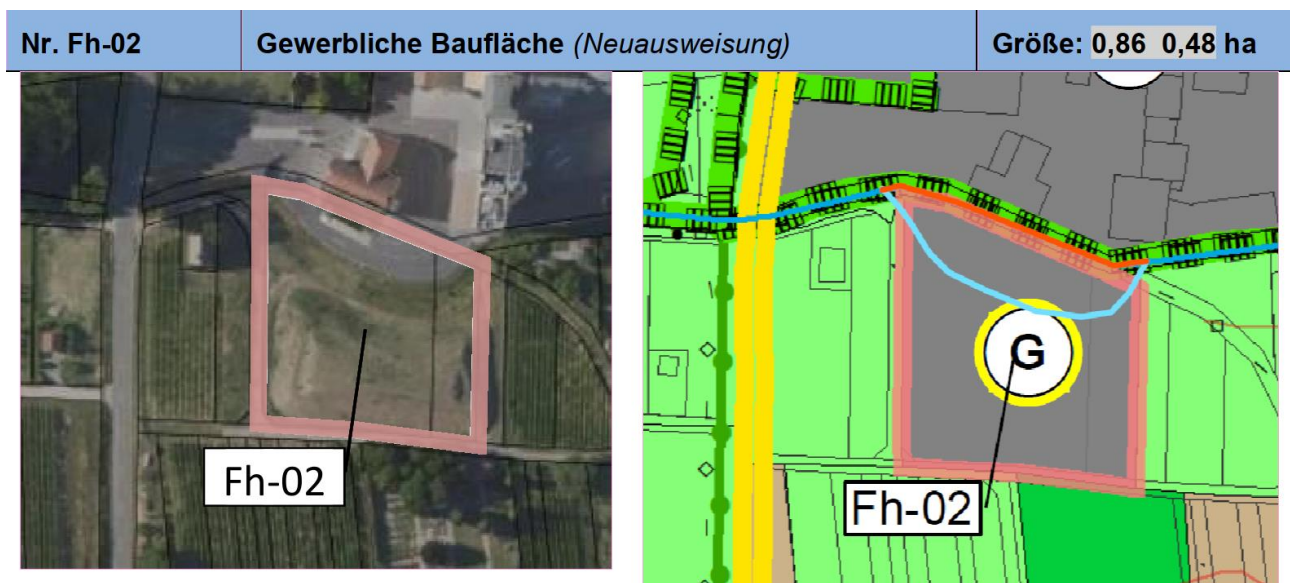 Nr. Fh-02 Gewerbliche Baufläche (Neuausweisung) Größe: 0,86 0,48 ha
G
Fh-02
Fh-02